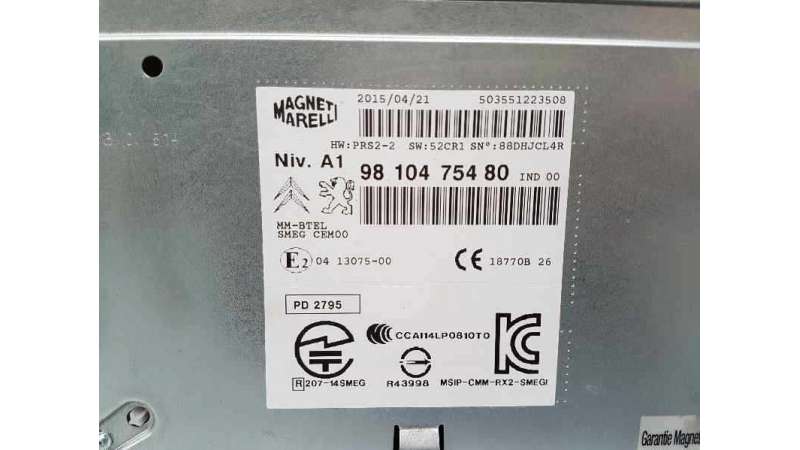 MAGNETI MARELLI
2015/04/21 503551223508
HW:PRS2-2 SW:52CR1 SN°:88DHJCL4R
Niv. A1
98 104 754 80 IND 00
MM-BTEL
SMEG CEM00
E2 04 13075-00 CE 18770B 26
PD 2795
CCAI14LP0810T0
R 207-14SMEG R43998 MSIP-CMM-RX2-SMEGI
Garantie Magnet